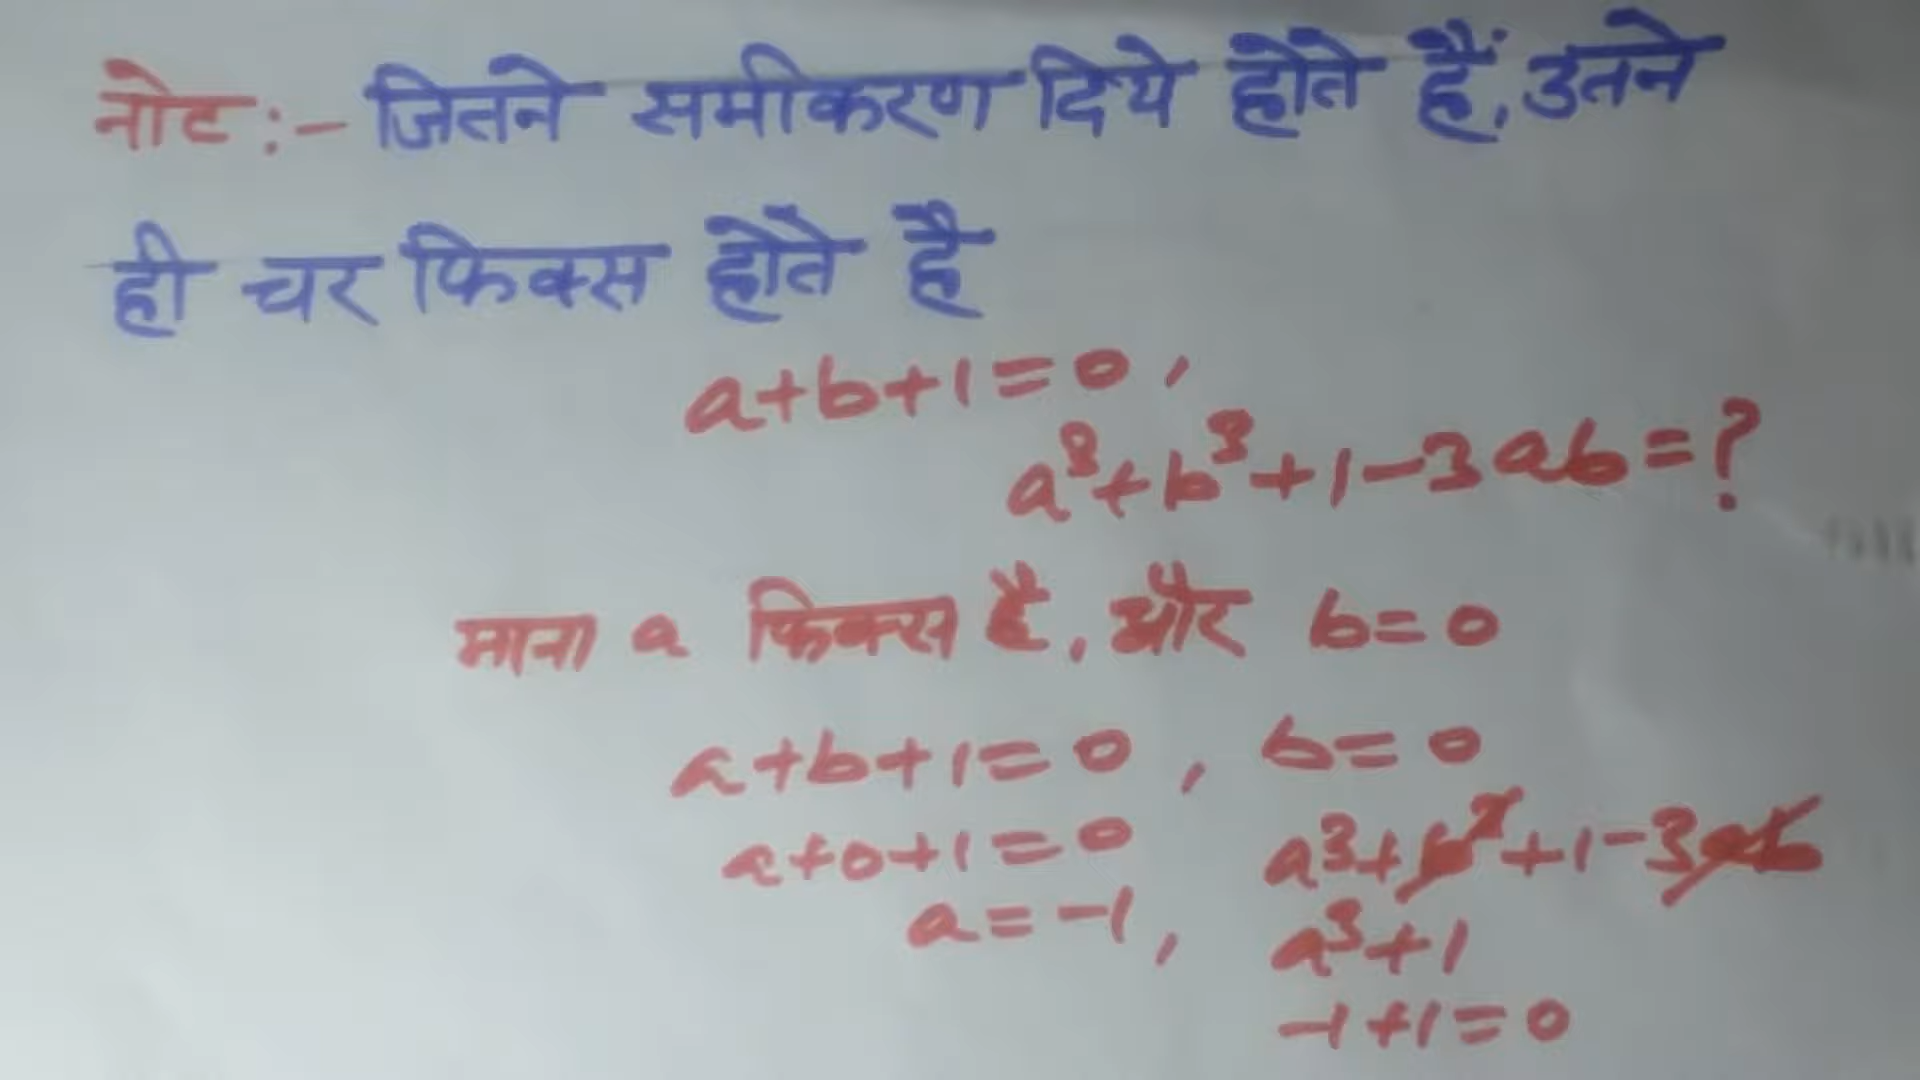 नोट :- जितने समीकरण दिये होते हैं, उतने
ही चर फिक्स होते है
a+b+1=0,
a³+b³+1-3ab=?
माना a फिक्स है, और b=0
a+b+1=0, b=0
a+0+1=0 a³+b³+1-3ab
a=-1, a³+1
-1+1=0